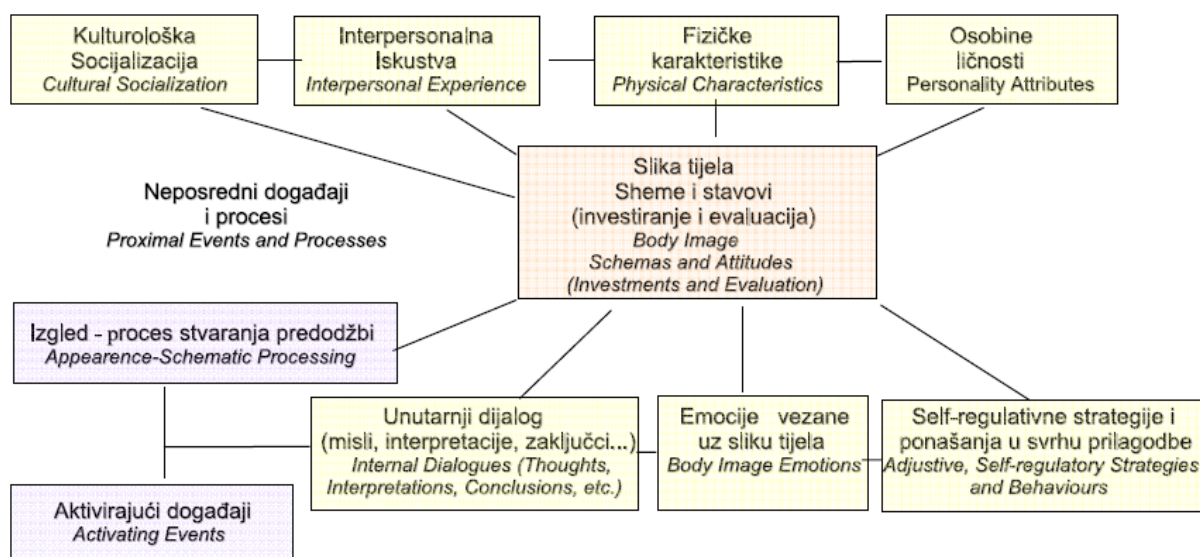 Kulturološka
Socijalizacija
Cultural Socialization
Interpersonalna
Iskustva
Interpersonal Experience
Fizičke
karakteristike
Physical Characteristics
Osobine
ličnosti
Personality Attributes
Slika tijela
Sheme i stavovi
(investiranje i evaluacija)
Body Image
Schemas and Attitudes
(Investments and Evaluation)
Neposredni događaji
i procesi
Proximal Events and Processes
Izgled - proces stvaranja predodžbi
Appearence-Schematic Processing
Unutarnji dijalog
(misli, interpretacije, zaključci...)
Internal Dialogues (Thoughts,
Interpretations, Conclusions, etc.)
Emocije vezane
uz sliku tijela
Body Image Emotions
Self-regulativne strategije i
ponašanja u svrhu prilagodbe
Adjustive, Self-regulatory Strategies
and Behaviours
Aktivirajući događaji
Activating Events